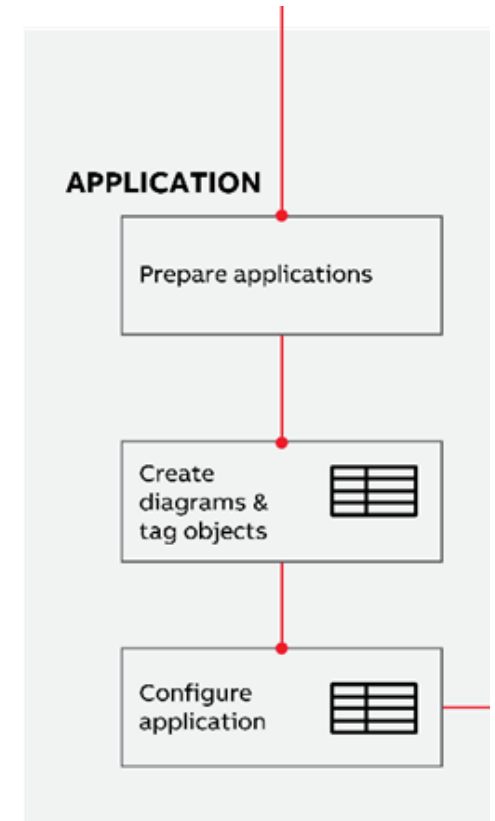 APPLICATION
Prepare applications
Create
diagrams &
tag objects
Configure
application